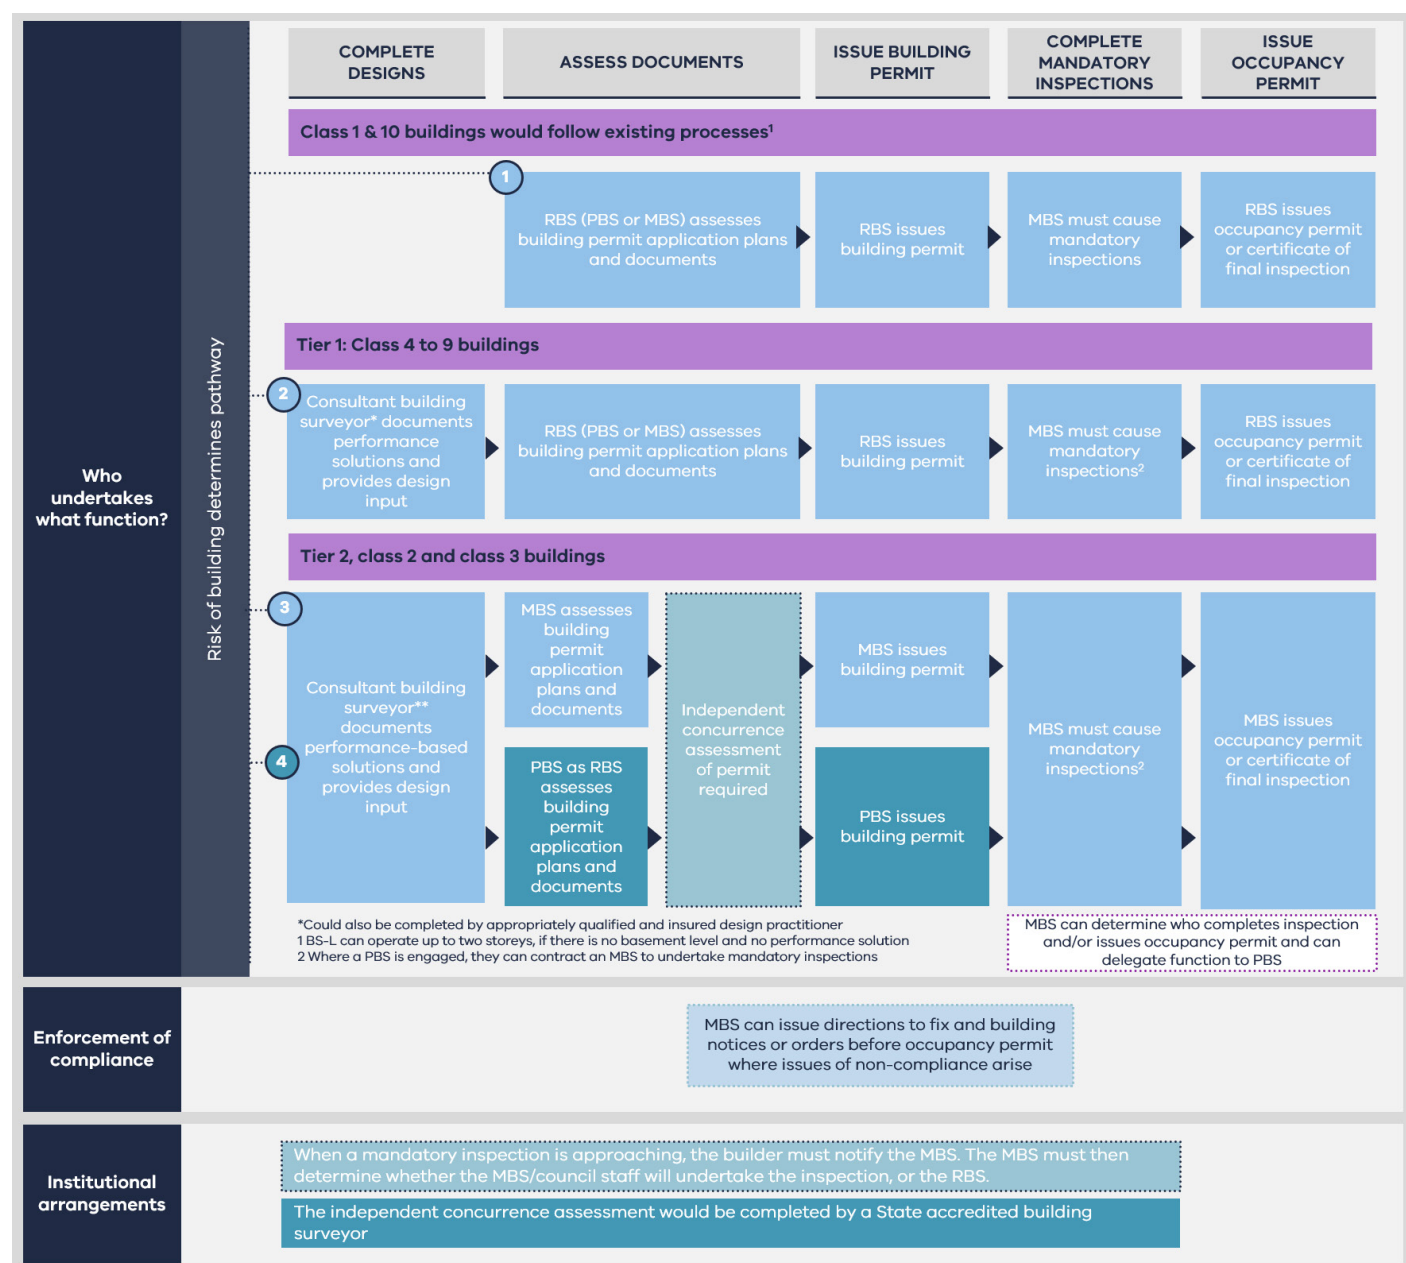 COMPLETE
DESIGNS
ASSESS DOCUMENTS
ISSUE BUILDING
PERMIT
COMPLETE
MANDATORY
INSPECTIONS
ISSUE
OCCUPANCY
PERMIT
Who
undertakes
what function?
Risk of building determines pathway
Class 1 & 10 buildings would follow existing processes¹
1
RBS (PBS or MBS) assesses
building permit application plans
and documents
RBS issues
building permit
MBS must cause
mandatory
inspections
RBS issues
occupancy permit
or certificate of
final inspection
Tier 1: Class 4 to 9 buildings
2
Consultant building
surveyor* documents
performance
solutions and
provides design
input
RBS (PBS or MBS) assesses
building permit application plans
and documents
RBS issues
building permit
MBS must cause
mandatory
inspections²
RBS issues
occupancy permit
or certificate of
final inspection
Tier 2, class 2 and class 3 buildings
3
4
Consultant building
surveyor**
documents
performance-based
solutions and
provides design
input
MBS assesses
building
permit
application
plans and
documents
PBS as RBS
assesses
building
permit
application
plans and
documents
Independent
concurrence
assessment
of permit
required
MBS issues
building permit
PBS issues
building permit
MBS must cause
mandatory
inspections²
MBS issues
occupancy permit
or certificate of
final inspection
*Could also be completed by appropriately qualified and insured design practitioner
1 BS-L can operate up to two storeys, if there is no basement level and no performance solution
2 Where a PBS is engaged, they can contract an MBS to undertake mandatory inspections
MBS can determine who completes inspection
and/or issues occupancy permit and can
delegate function to PBS
Enforcement of
compliance
MBS can issue directions to fix and building
notices or orders before occupancy permit
where issues of non-compliance arise
Institutional
arrangements
When a mandatory inspection is approaching, the builder must notify the MBS. The MBS must then
determine whether the MBS/council staff will undertake the inspection, or the RBS.
The independent concurrence assessment would be completed by a State accredited building
surveyor